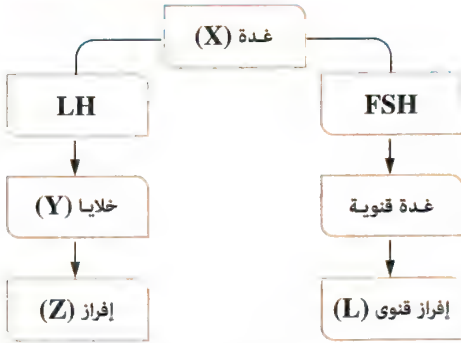 غدة (X)
LH
FSH
خلايا (Y)
غدة قنوية
إفراز (Z)
إفراز قنوى (L)